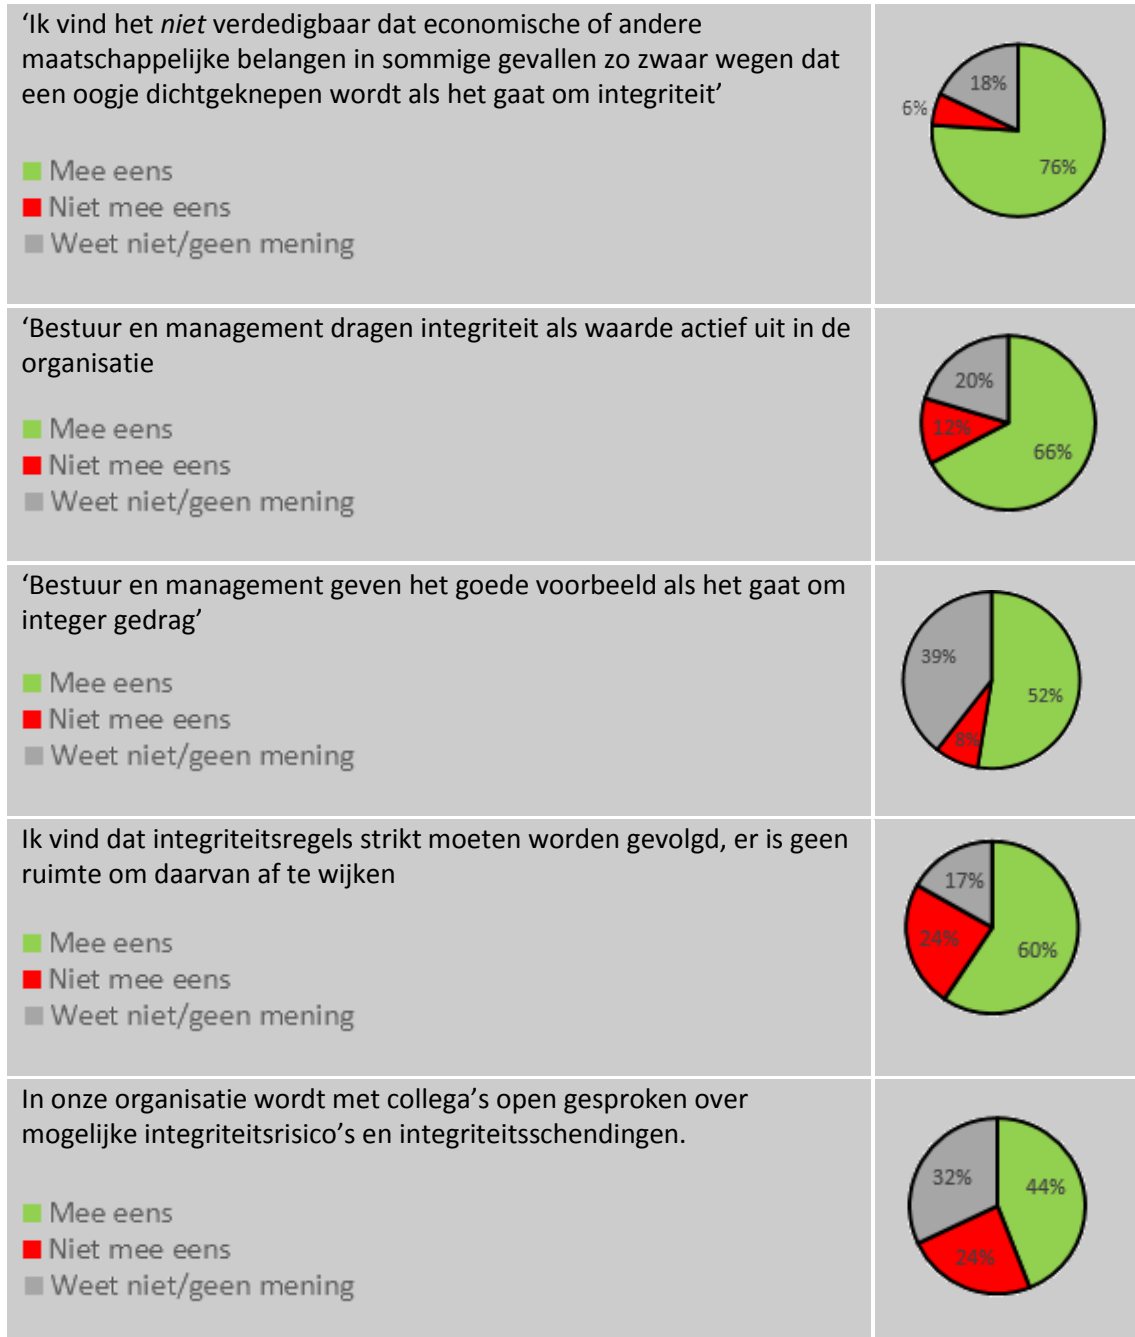 ‘Ik vind het niet verdedigbaar dat economische of andere
maatschappelijke belangen in sommige gevallen zo zwaar wegen dat
een oogje dichtgeknepen wordt als het gaat om integriteit’
Mee eens
Niet mee eens
Weet niet/geen mening
18%
6%
76%
‘Bestuur en management dragen integriteit als waarde actief uit in de
organisatie
Mee eens
Niet mee eens
Weet niet/geen mening
20%
12%
66%
‘Bestuur en management geven het goede voorbeeld als het gaat om
integer gedrag’
Mee eens
Niet mee eens
Weet niet/geen mening
39%
52%
8%
Ik vind dat integriteitsregels strikt moeten worden gevolgd, er is geen
ruimte om daarvan af te wijken
Mee eens
Niet mee eens
Weet niet/geen mening
17%
24%
60%
In onze organisatie wordt met collega’s open gesproken over
mogelijke integriteitsrisico’s en integriteitsschendingen.
Mee eens
Niet mee eens
Weet niet/geen mening
32%
44%
24%